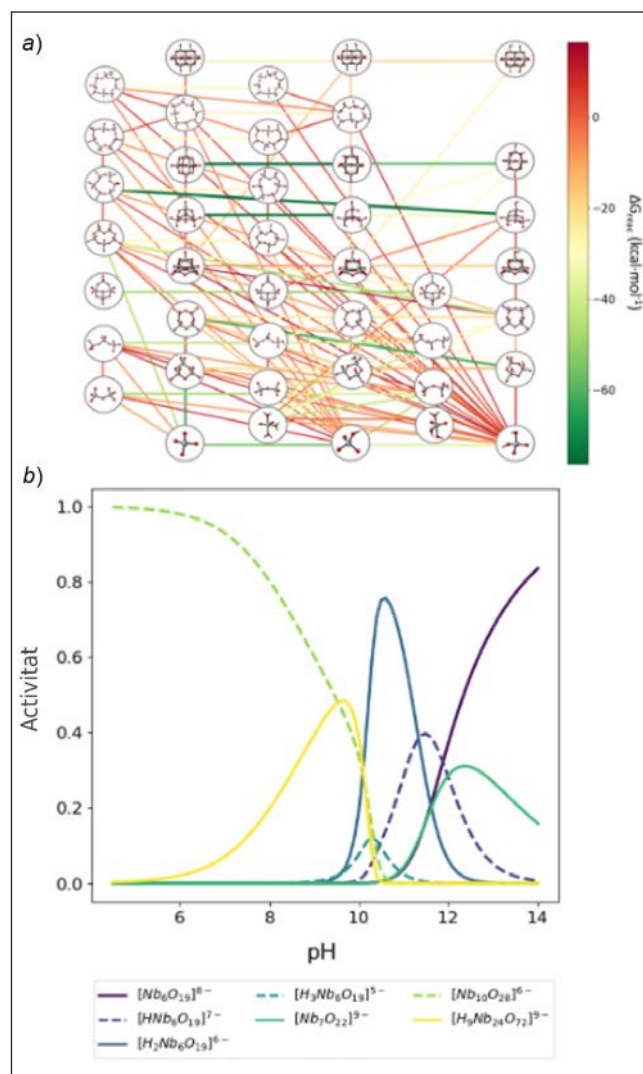 a)
0
−20
−40
−60
ΔGreac (kcal·mol⁻¹)
b)
1.0
0.8
0.6
0.4
0.2
0.0
Activitat
6 8 10 12 14
pH
[Nb₆O₁₉]⁸⁻ [H₃Nb₆O₁₉]⁵⁻ [Nb₁₀O₂₈]⁶⁻
[HNb₆O₁₉]⁷⁻ [Nb₇O₂₂]⁹⁻ [H₉Nb₂₄O₇₂]⁹⁻
[H₂Nb₆O₁₉]⁶⁻